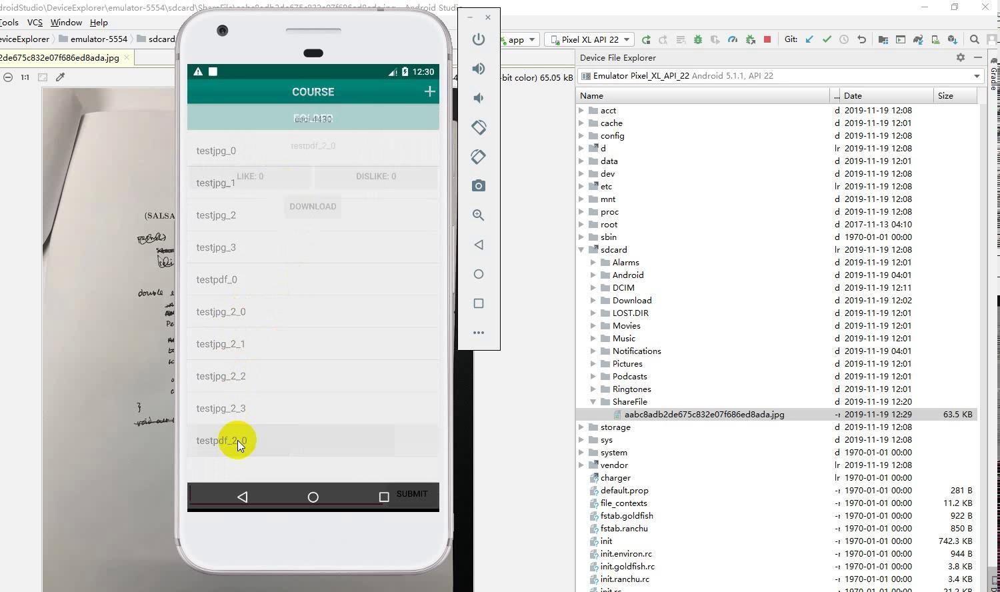 droidStudio\DeviceExplorer\emulator-5554\sdcard\ShareFile\aabc8adb2de675c832e07f686ed8ada.jpg - Android Studio
Tools VCS Window Help
DeviceExplorer emulator-5554 sdcard
app Pixel XL API 22 Git:
2de675c832e07f686ed8ada.jpg
1:1
-bit color) 65.05 kB
12:30
COURSE
FOLDER
csci 4430
testpdf_2_0
testjpg_0
LIKE: 0 DISLIKE: 0
testjpg_1
DOWNLOAD
testjpg_2
testjpg_3
testpdf_0
testjpg_2_0
testjpg_2_1
testjpg_2_2
testjpg_2_3
testpdf_2_0
SUBMIT
(SALSA
double
}
Device File Explorer
Emulator Pixel_XL_API_22 Android 5.1.1, API 22
Name ... Date Size
acct d 2019-11-19 12:08
cache d 2019-11-19 12:01
config d 2019-11-19 12:08
d lr 2019-11-19 12:08
data d 2019-11-19 12:01
dev d 2019-11-19 12:08
etc lr 2019-11-19 12:08
mnt d 2019-11-19 12:08
proc d 2019-11-19 12:08
root d 2017-11-13 04:10
sbin d 1970-01-01 00:00
sdcard lr 2019-11-19 12:08
Alarms d 2019-11-19 12:01
Android d 2019-11-19 04:01
DCIM d 2019-11-19 12:11
Download d 2019-11-19 12:02
LOST.DIR d 2019-11-19 12:01
Movies d 2019-11-19 12:01
Music d 2019-11-19 12:01
Notifications d 2019-11-19 04:01
Pictures d 2019-11-19 12:01
Podcasts d 2019-11-19 12:01
Ringtones d 2019-11-19 12:01
ShareFile d 2019-11-19 12:20
aabc8adb2de675c832e07f686ed8ada.jpg -r 2019-11-19 12:29 63.5 KB
storage d 2019-11-19 12:08
sys d 2019-11-19 12:08
system d 1970-01-01 00:00
vendor lr 2019-11-19 12:08
charger lr 1970-01-01 00:00
default.prop -r 1970-01-01 00:00 281 B
file_contexts -r 1970-01-01 00:00 11.2 KB
fstab.goldfish -r 1970-01-01 00:00 922 B
fstab.ranchu -r 1970-01-01 00:00 850 B
init -r 1970-01-01 00:00 742.3 KB
init.environ.rc -r 1970-01-01 00:00 944 B
init.goldfish.rc -r 1970-01-01 00:00 3.8 KB
init.ranchu.rc -r 1970-01-01 00:00 3.4 KB
init.rc -r 1970-01-01 00:00 21.2 KB
Gradle